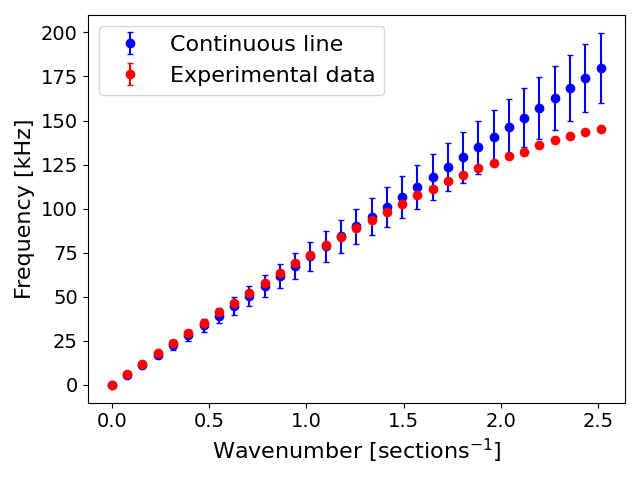 Continuous line
Experimental data
Frequency [kHz]
200
175
150
125
100
75
50
25
0
0.0 0.5 1.0 1.5 2.0 2.5
Wavenumber [sections⁻¹]